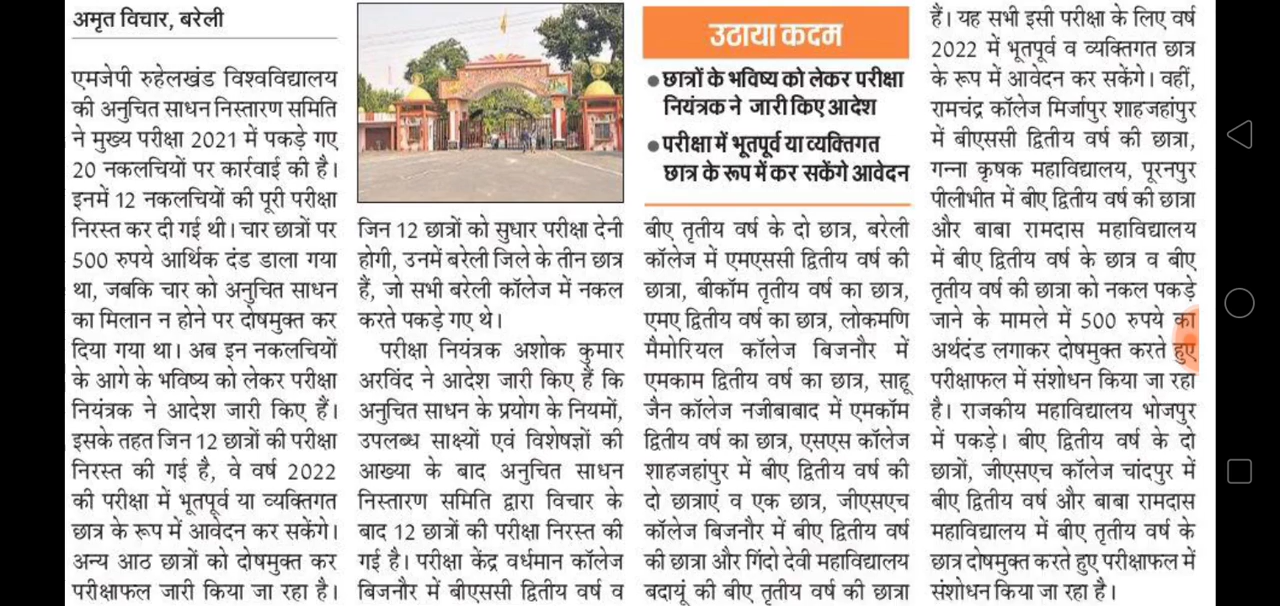 अमृत विचार, बरेली
एमजेपी रुहेलखंड विश्वविद्यालय
की अनुचित साधन निस्तारण समिति
ने मुख्य परीक्षा 2021 में पकड़े गए
20 नकलचियों पर कार्रवाई की है।
इनमें 12 नकलचियों की पूरी परीक्षा
निरस्त कर दी गई थी। चार छात्रों पर
500 रुपये आर्थिक दंड डाला गया
था, जबकि चार को अनुचित साधन
का मिलान न होने पर दोषमुक्त कर
दिया गया था। अब इन नकलचियों
के आगे के भविष्य को लेकर परीक्षा
नियंत्रक ने आदेश जारी किए हैं।
इसके तहत जिन 12 छात्रों की परीक्षा
निरस्त की गई है, वे वर्ष 2022
की परीक्षा में भूतपूर्व या व्यक्तिगत
छात्र के रूप में आवेदन कर सकेंगे।
अन्य आठ छात्रों को दोषमुक्त कर
परीक्षाफल जारी किया जा रहा है।
जिन 12 छात्रों को सुधार परीक्षा देनी
होगी, उनमें बरेली जिले के तीन छात्र
हैं, जो सभी बरेली कॉलेज में नकल
करते पकड़े गए थे।
परीक्षा नियंत्रक अशोक कुमार
अरविंद ने आदेश जारी किए हैं कि
अनुचित साधन के प्रयोग के नियमों,
उपलब्ध साक्ष्यों एवं विशेषज्ञों की
आख्या के बाद अनुचित साधन
निस्तारण समिति द्वारा विचार के
बाद 12 छात्रों की परीक्षा निरस्त की
गई है। परीक्षा केंद्र वर्धमान कॉलेज
बिजनौर में बीएससी द्वितीय वर्ष व
उठाया कदम
• छात्रों के भविष्य को लेकर परीक्षा
नियंत्रक ने जारी किए आदेश
• परीक्षा में भूतपूर्व या व्यक्तिगत
छात्र के रूप में कर सकेंगे आवेदन
बीए तृतीय वर्ष के दो छात्र, बरेली
कॉलेज में एमएससी द्वितीय वर्ष की
छात्रा, बीकॉम तृतीय वर्ष का छात्र,
एमए द्वितीय वर्ष का छात्र, लोकमणि
मैमोरियल कॉलेज बिजनौर में
एमकाम द्वितीय वर्ष का छात्र, साहू
जैन कॉलेज नजीबाबाद में एमकॉम
द्वितीय वर्ष का छात्र, एसएस कॉलेज
शाहजहांपुर में बीए द्वितीय वर्ष की
दो छात्राएं व एक छात्र, जीएसएच
कॉलेज बिजनौर में बीए द्वितीय वर्ष
की छात्रा और गिंदो देवी महाविद्यालय
बदायूं की बीए तृतीय वर्ष की छात्रा
हैं। यह सभी इसी परीक्षा के लिए वर्ष
2022 में भूतपूर्व व व्यक्तिगत छात्र
के रूप में आवेदन कर सकेंगे। वहीं,
रामचंद्र कॉलेज मिर्जापुर शाहजहांपुर
में बीएससी द्वितीय वर्ष की छात्रा,
गन्ना कृषक महाविद्यालय, पूरनपुर
पीलीभीत में बीए द्वितीय वर्ष की छात्रा
और बाबा रामदास महाविद्यालय
में बीए द्वितीय वर्ष के छात्र व बीए
तृतीय वर्ष की छात्रा को नकल पकड़े
जाने के मामले में 500 रुपये का
अर्थदंड लगाकर दोषमुक्त करते हुए
परीक्षाफल में संशोधन किया जा रहा
है। राजकीय महाविद्यालय भोजपुर
में पकड़े। बीए द्वितीय वर्ष के दो
छात्रों, जीएसएच कॉलेज चांदपुर में
बीए द्वितीय वर्ष और बाबा रामदास
महाविद्यालय में बीए तृतीय वर्ष के
छात्र दोषमुक्त करते हुए परीक्षाफल में
संशोधन किया जा रहा है।